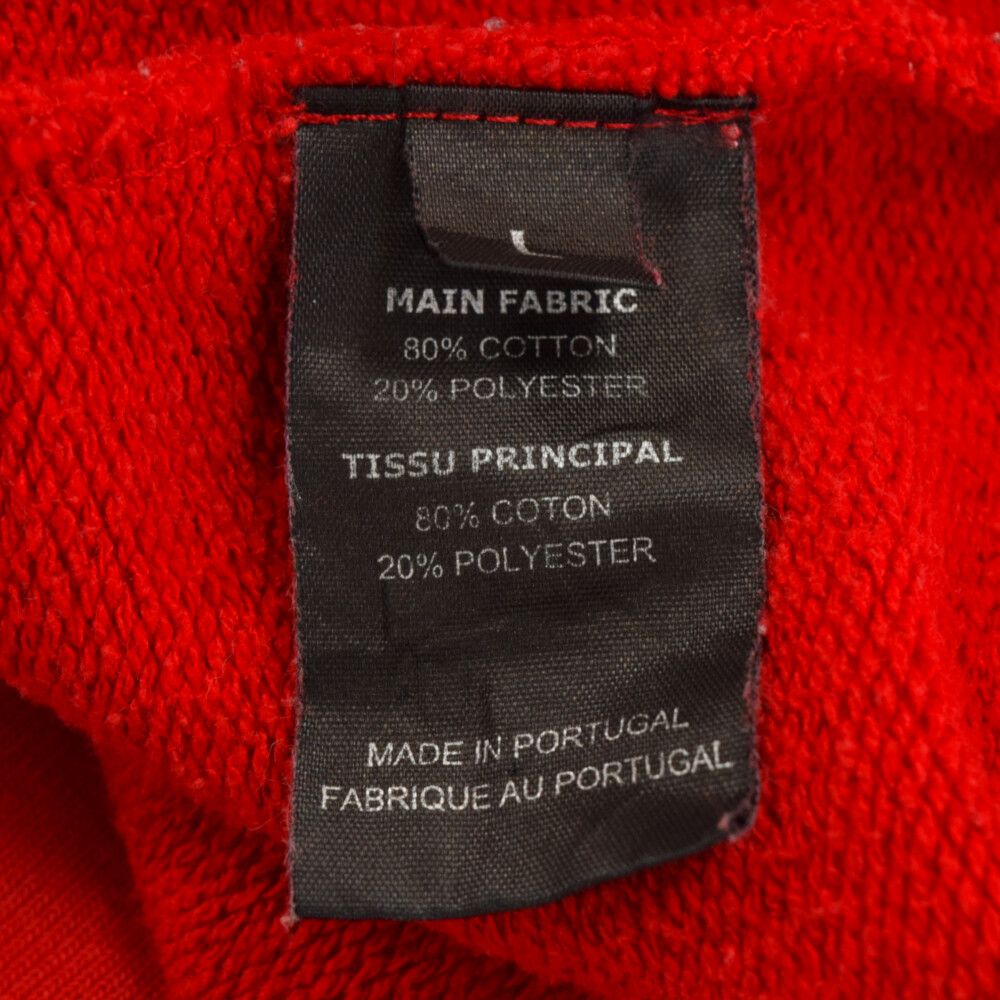 L
MAIN FABRIC
80% COTTON
20% POLYESTER
TISSU PRINCIPAL
80% COTON
20% POLYESTER
MADE IN PORTUGAL
FABRIQUE AU PORTUGAL